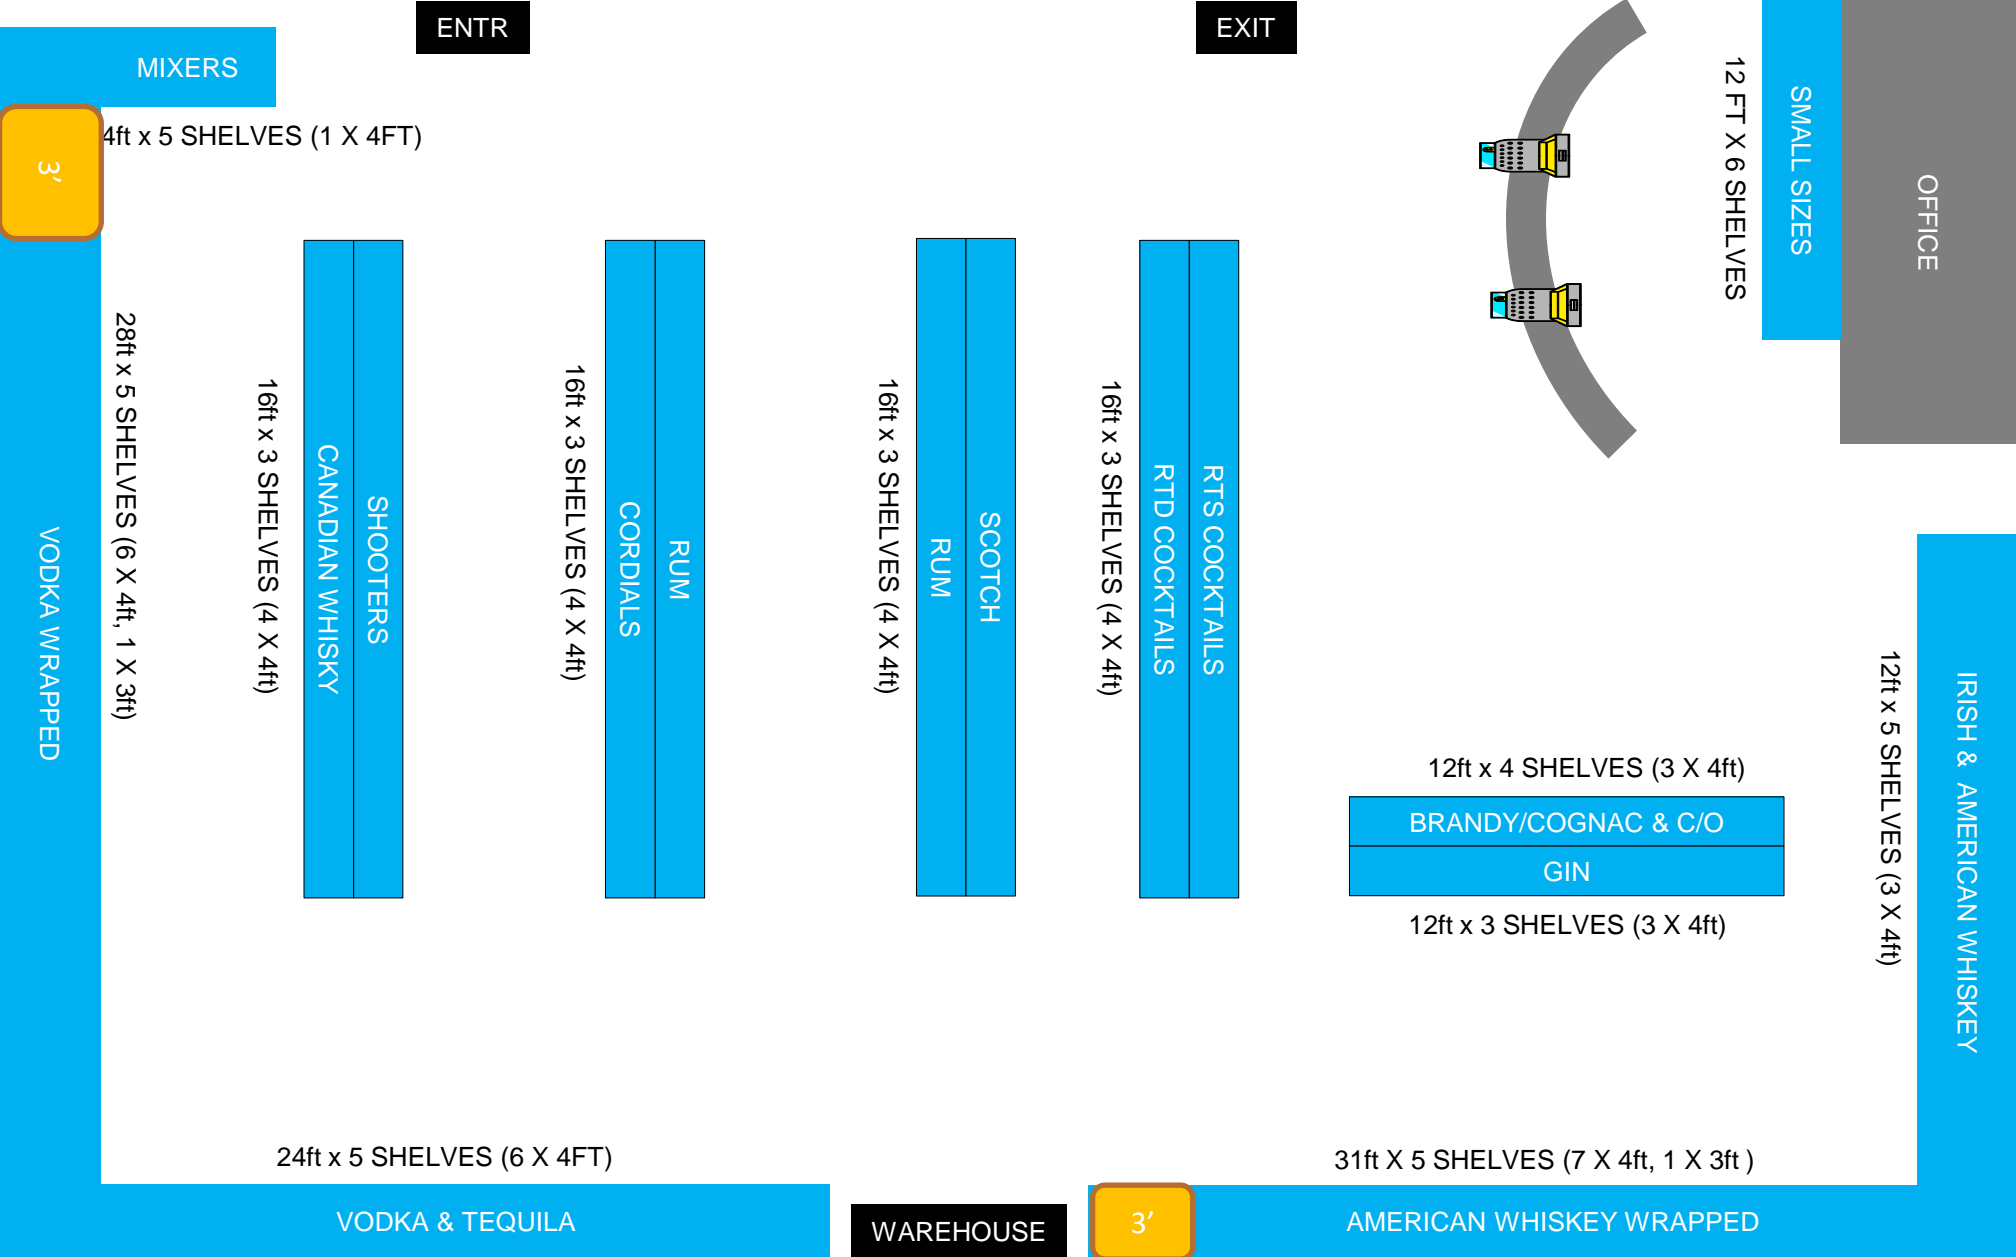 ENTR
EXIT
MIXERS
4ft x 5 SHELVES (1 X 4FT)
3'
12 FT X 6 SHELVES
SMALL SIZES
OFFICE
VODKA WRAPPED
28ft x 5 SHELVES (6 X 4ft, 1 X 3ft)
16ft x 3 SHELVES (4 X 4ft)
CANADIAN WHISKY
SHOOTERS
16ft x 3 SHELVES (4 X 4ft)
CORDIALS
RUM
16ft x 3 SHELVES (4 X 4ft)
RUM
SCOTCH
16ft x 3 SHELVES (4 X 4ft)
RTD COCKTAILS
RTS COCKTAILS
12ft x 4 SHELVES (3 X 4ft)
BRANDY/COGNAC & C/O
GIN
12ft x 3 SHELVES (3 X 4ft)
12ft x 5 SHELVES (3 X 4ft)
IRISH & AMERICAN WHISKEY
24ft x 5 SHELVES (6 X 4FT)
VODKA & TEQUILA
WAREHOUSE
31ft X 5 SHELVES (7 X 4ft, 1 X 3ft )
3'
AMERICAN WHISKEY WRAPPED